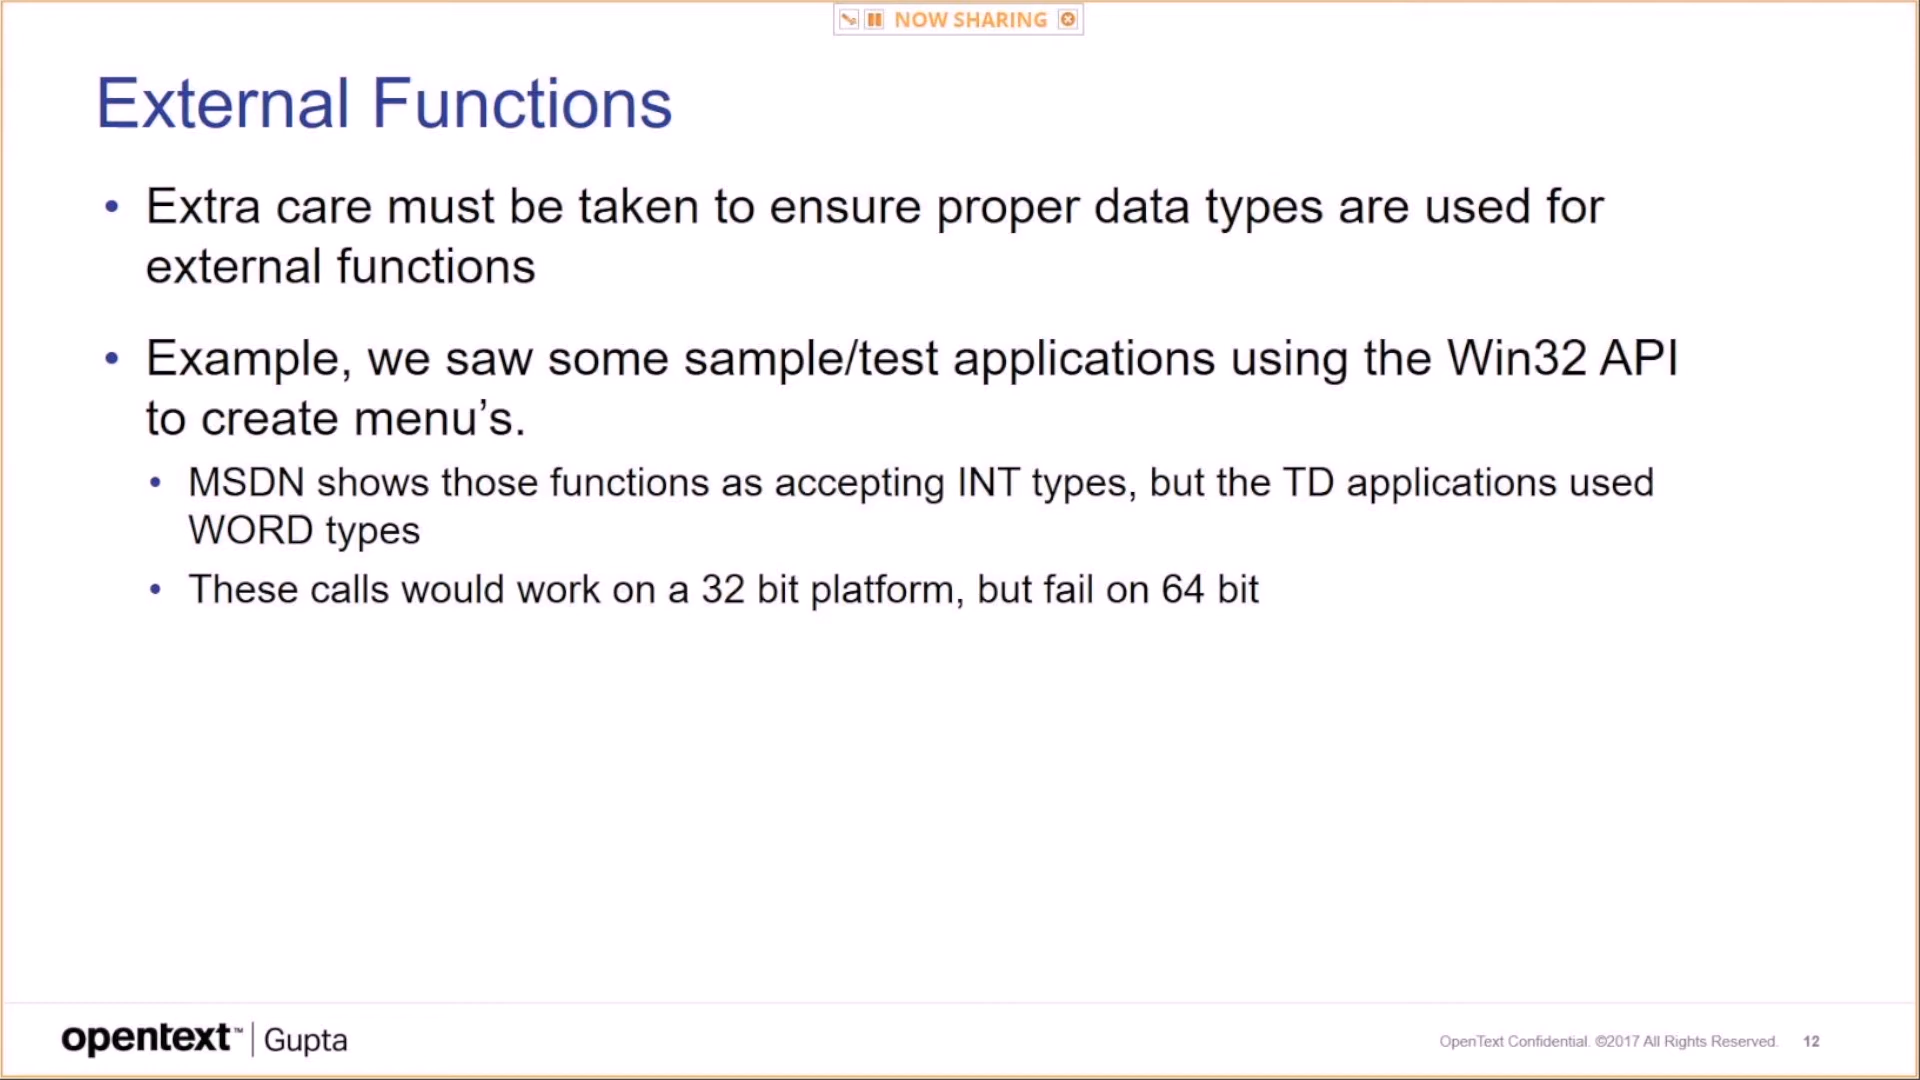 NOW SHARING
External Functions
• Extra care must be taken to ensure proper data types are used for
external functions
• Example, we saw some sample/test applications using the Win32 API
to create menu’s.
• MSDN shows those functions as accepting INT types, but the TD applications used
WORD types
• These calls would work on a 32 bit platform, but fail on 64 bit
opentext™ | Gupta
OpenText Confidential. ©2017 All Rights Reserved. 12